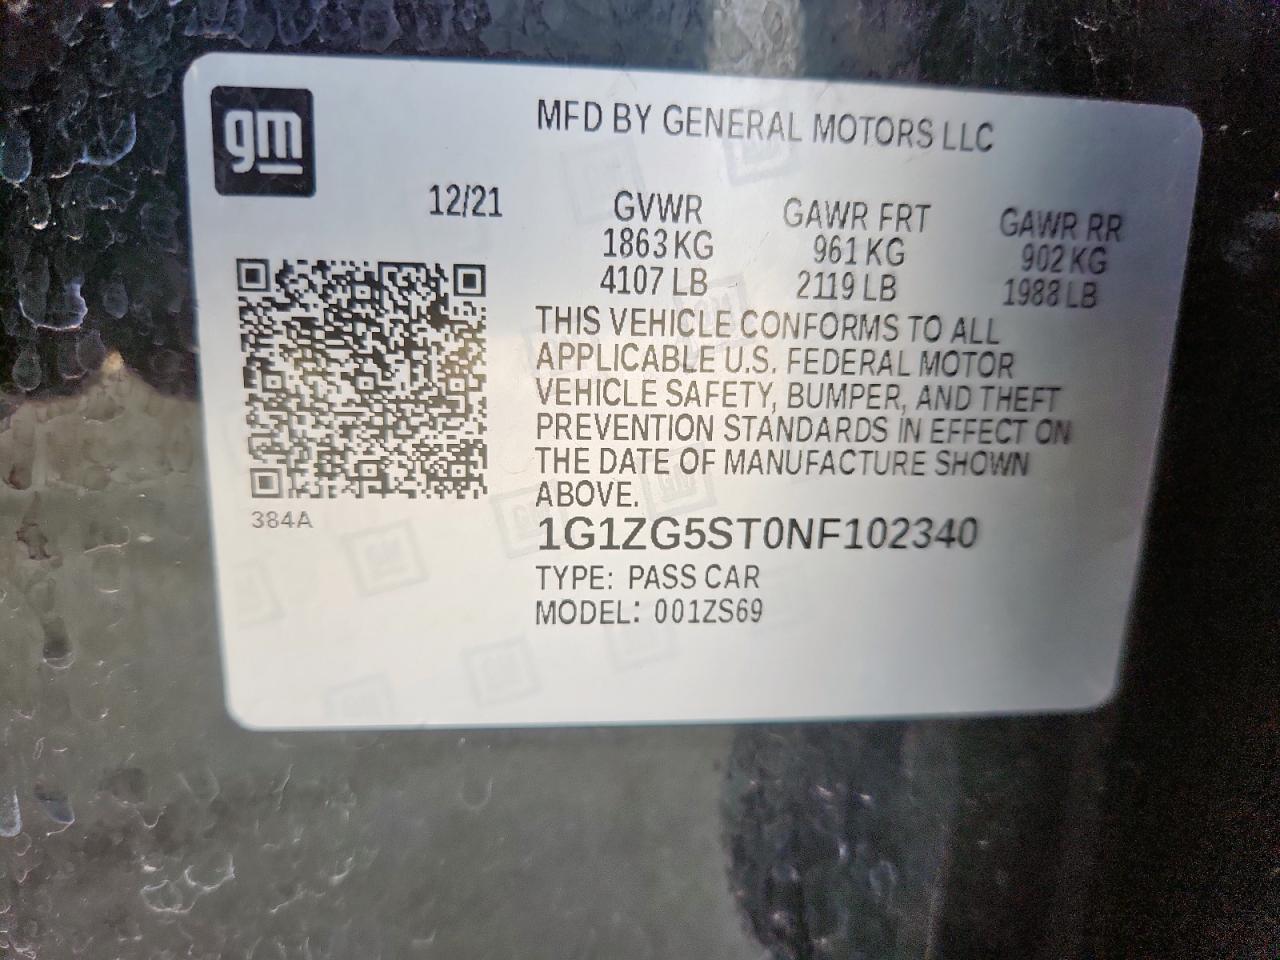 gm
MFD BY GENERAL MOTORS LLC
12/21
GVWR
1863 KG
4107 LB
GAWR FRT
961 KG
2119 LB
GAWR RR
902 KG
1988 LB
THIS VEHICLE CONFORMS TO ALL
APPLICABLE U.S. FEDERAL MOTOR
VEHICLE SAFETY, BUMPER, AND THEFT
PREVENTION STANDARDS IN EFFECT ON
THE DATE OF MANUFACTURE SHOWN
ABOVE.
384A
1G1ZG5ST0NF102340
TYPE: PASS CAR
MODEL: 001ZS69